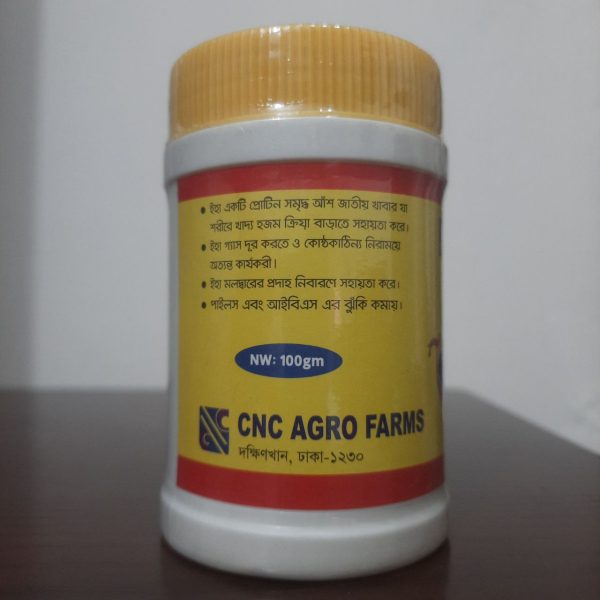 • ইহা একটি প্রোটিন সমৃদ্ধ আঁশ জাতীয় খাবার যা
শরীরে খাদ্য হজম ক্রিয়া বাড়াতে সহায়তা করে।
• ইহা গ্যাস দূর করতে ও কোষ্ঠকাঠিন্য নিরাময়ে
অত্যন্ত কার্যকরী।
• ইহা মলদ্বারের প্রদাহ নিবারণে সহায়তা করে।
• পাইলস এবং আইবিএস এর ঝুঁকি কমায়।
NW: 100gm
CNC AGRO FARMS
দক্ষিণখান, ঢাকা-১২৩০